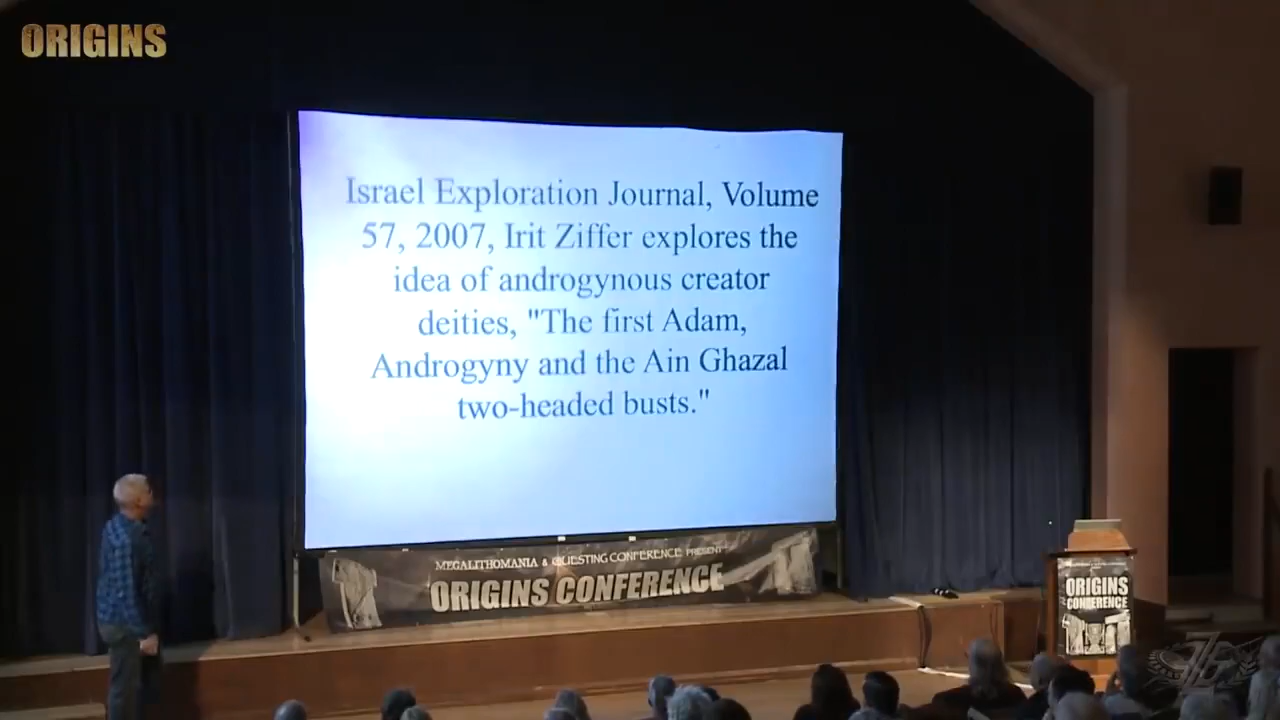 ORIGINS
Israel Exploration Journal, Volume
57, 2007, Irit Ziffer explores the
idea of androgynous creator
deities, "The first Adam,
Androgyny and the Ain Ghazal
two-headed busts."
MEGALITHOMANIA & QUESTING CONFERENCE PRESENT
ORIGINS CONFERENCE
ORIGINS
CONFERENCE